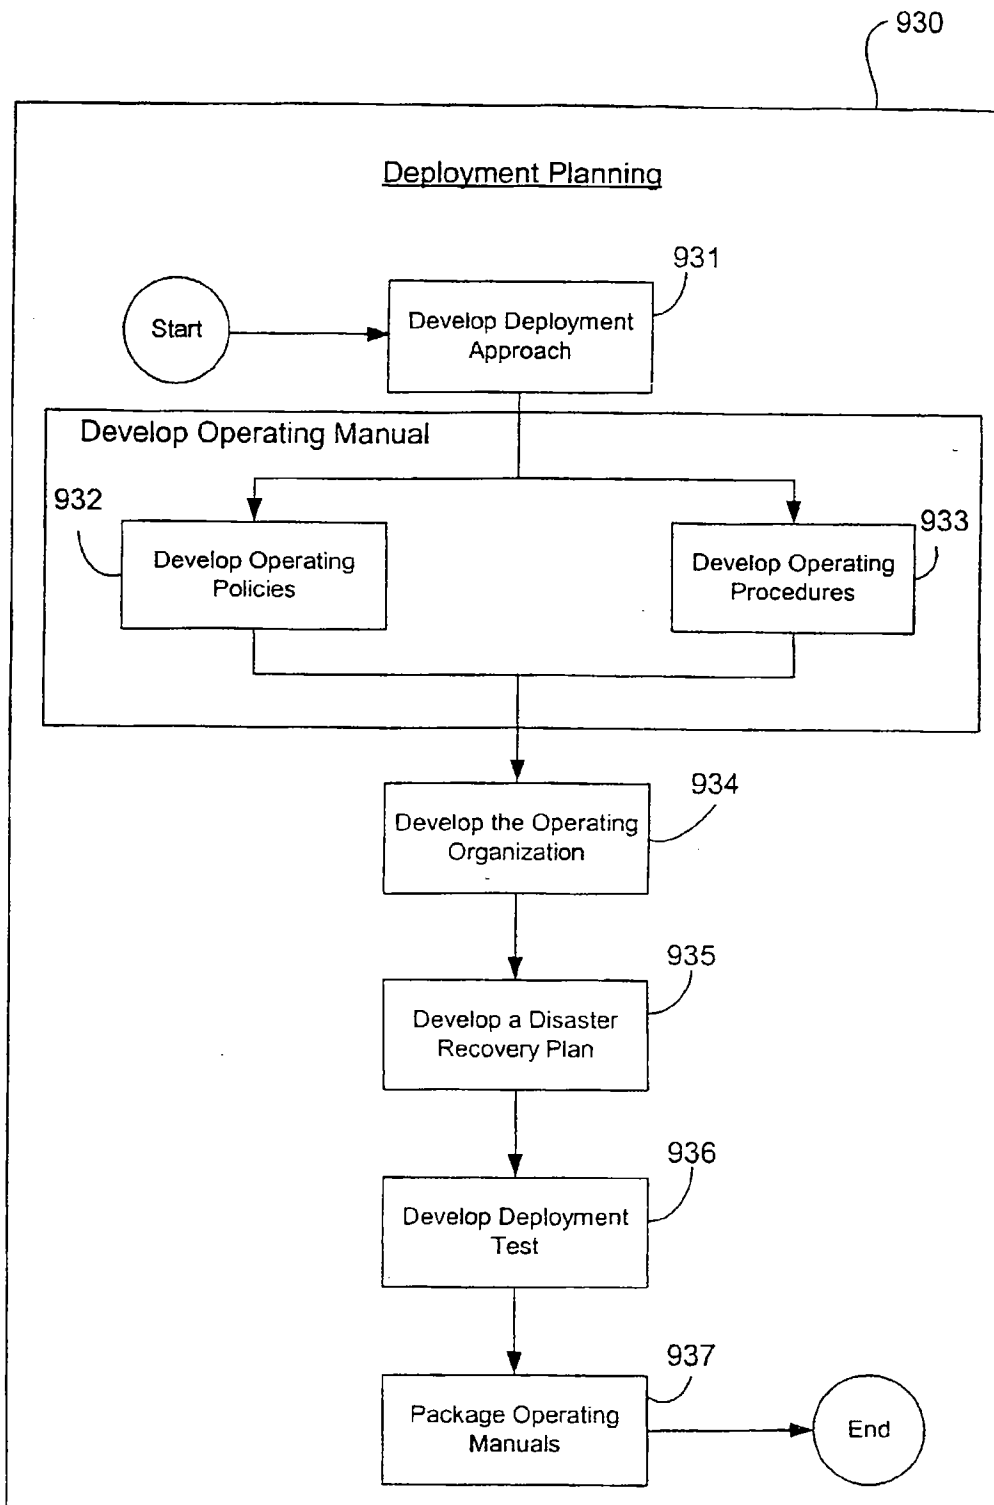 930
Deployment Planning
931
Start
Develop Deployment
Approach
Develop Operating Manual
932
933
Develop Operating
Policies
Develop Operating
Procedures
934
Develop the Operating
Organization
935
Develop a Disaster
Recovery Plan
936
Develop Deployment
Test
937
Package Operating
Manuals
End